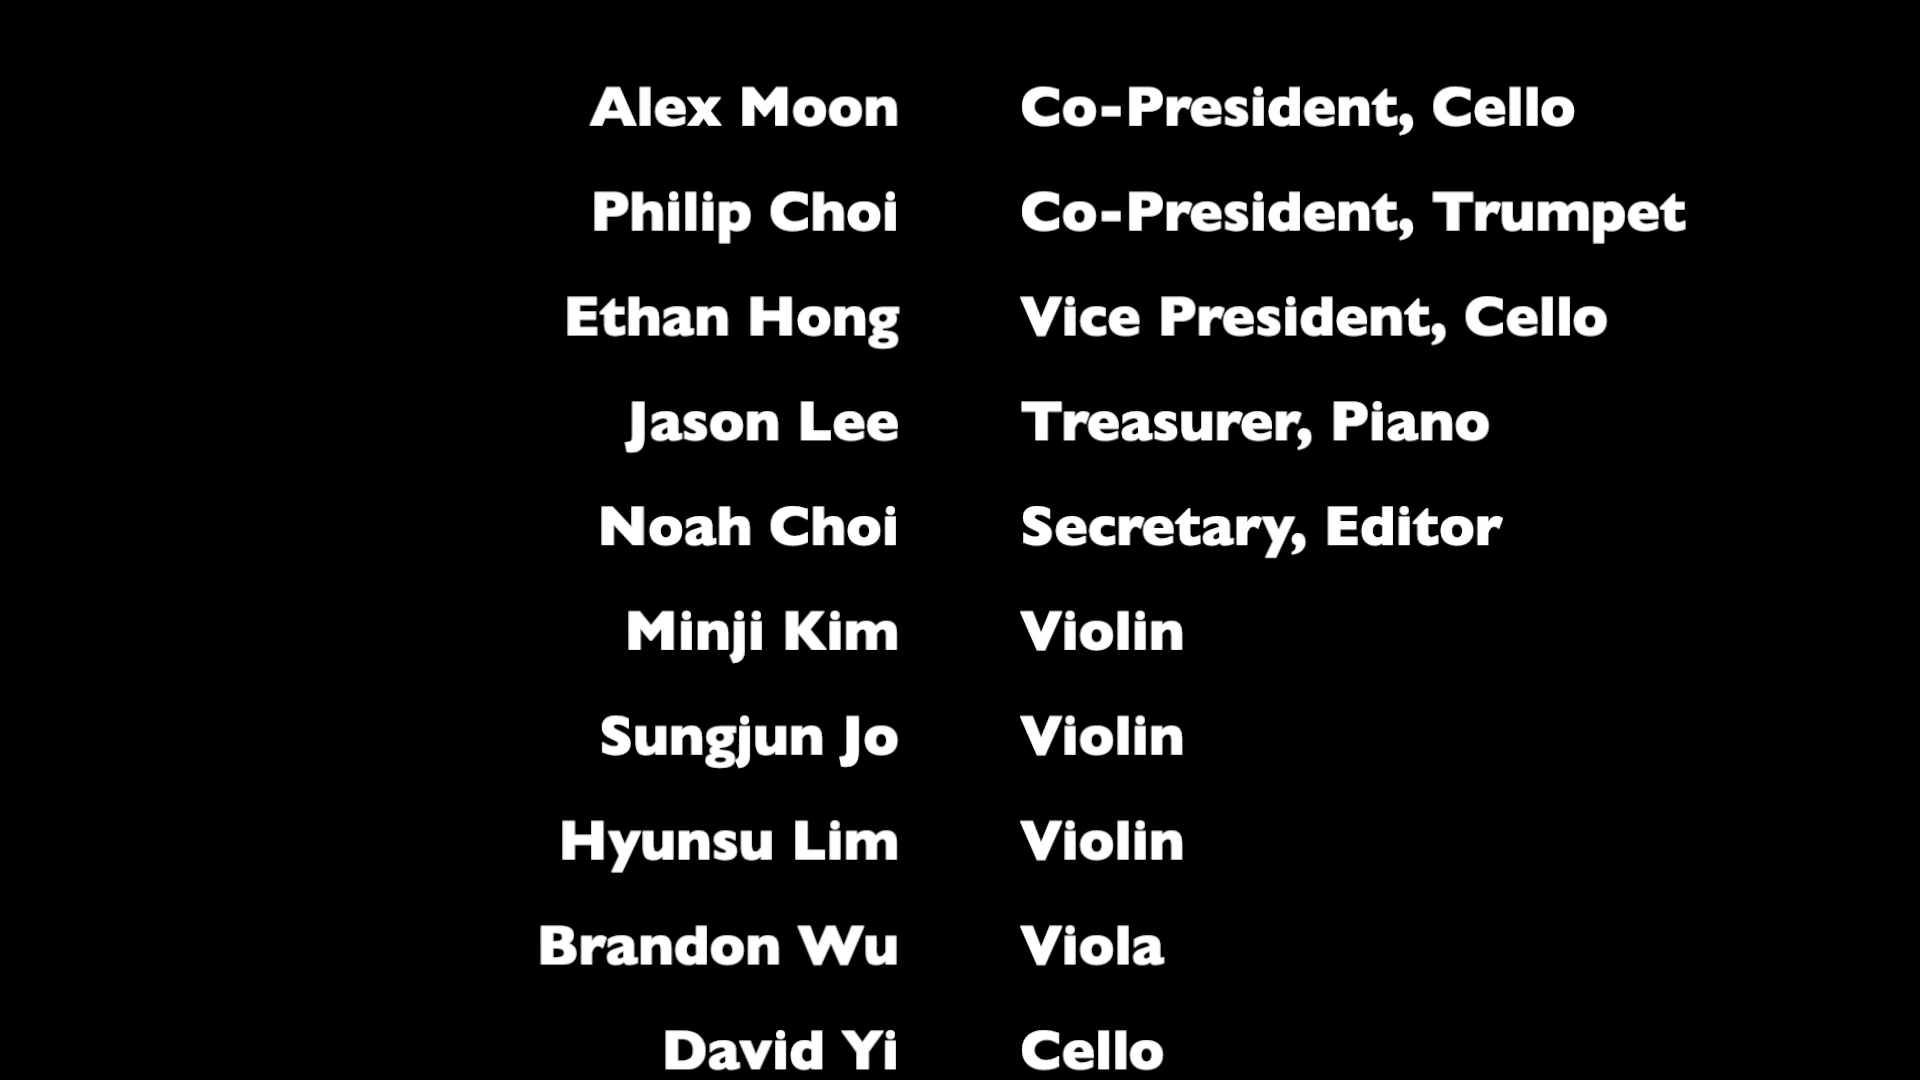 Alex Moon Co-President, Cello
Philip Choi Co-President, Trumpet
Ethan Hong Vice President, Cello
Jason Lee Treasurer, Piano
Noah Choi Secretary, Editor
Minji Kim Violin
Sungjun Jo Violin
Hyunsu Lim Violin
Brandon Wu Viola
David Yi Cello